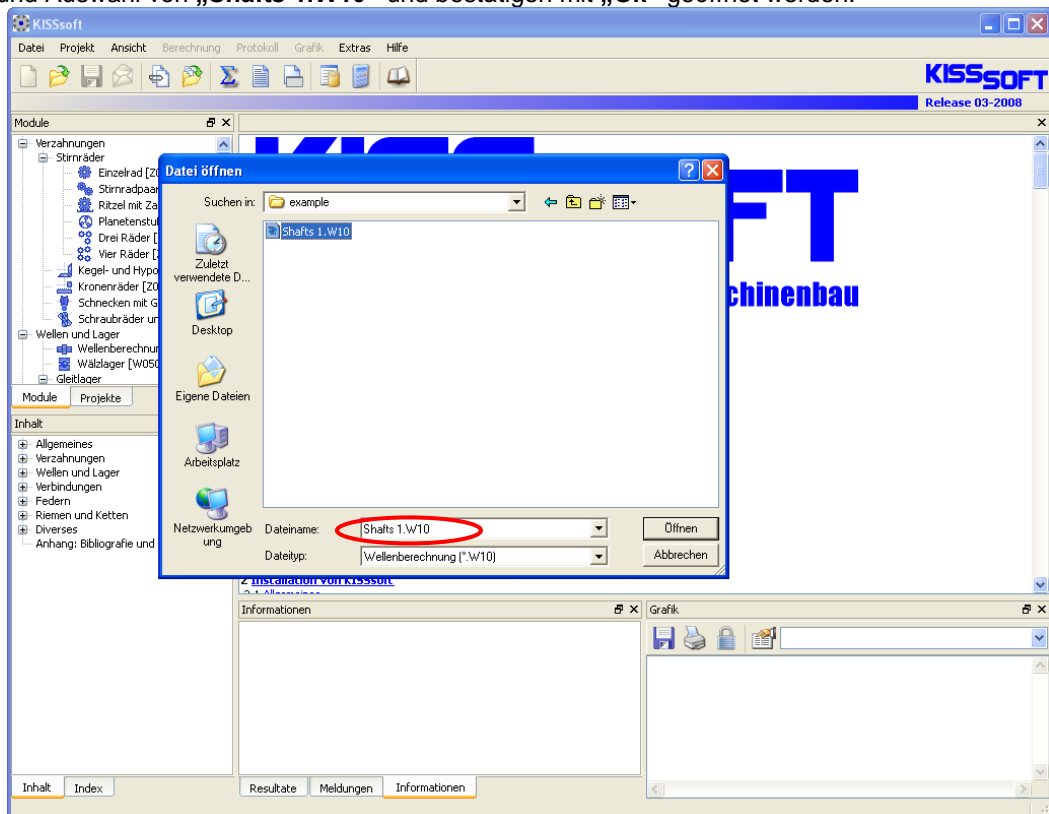 und Auswahl von „Shafts 1.W10“ und bestätigen mit „Ok“ geöffnet werden.
KISSsoft
Datei Projekt Ansicht Berechnung Protokoll Grafik Extras Hilfe
KISSsOFT
Release 03-2008
Module
Verzahnungen
Stirnräder
Einzelrad [Z0
Stirnradpaar
Ritzel mit Za
Planetenstu
Drei Räder [
Vier Räder [
Kegel- und Hypo
Kronenräder [Z0
Schnecken mit G
Schraubräder un
Wellen und Lager
Wellenberechnun
Wälzlager [W050
Gleitlager
Module Projekte
Inhalt
Allgemeines
Verzahnungen
Wellen und Lager
Verbindungen
Federn
Riemen und Ketten
Diverses
Anhang: Bibliografie und
Inhalt Index
FT
chinenbau
Datei öffnen
Suchen in: example
Shafts 1.W10
Zuletzt
verwendete D...
Desktop
Eigene Dateien
Arbeitsplatz
Netzwerkumgeb
ung
Dateiname: Shafts 1.W10 Öffnen
Dateityp: Wellenberechnung (*.W10) Abbrechen
2 Installation von KISSsoft
Informationen
Resultate Meldungen Informationen
Grafik